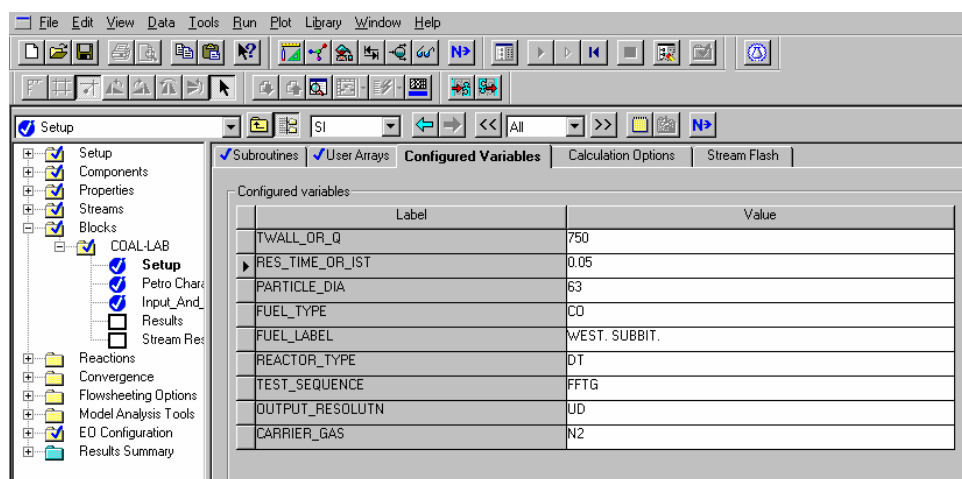 File Edit View Data Tools Run Plot Library Window Help
N>
Setup SI << All >> N>
Setup
Components
Properties
Streams
Blocks
COAL-LAB
Setup
Petro Chara
Input_And_
Results
Stream Res
Reactions
Convergence
Flowsheeting Options
Model Analysis Tools
EO Configuration
Results Summary
Subroutines User Arrays Configured Variables Calculation Options Stream Flash
Configured variables
Label Value
TWALL_OR_Q 750
RES_TIME_OR_IST 0.05
PARTICLE_DIA 63
FUEL_TYPE CO
FUEL_LABEL WEST. SUBBIT.
REACTOR_TYPE DT
TEST_SEQUENCE FFTG
OUTPUT_RESOLUTN UD
CARRIER_GAS N2